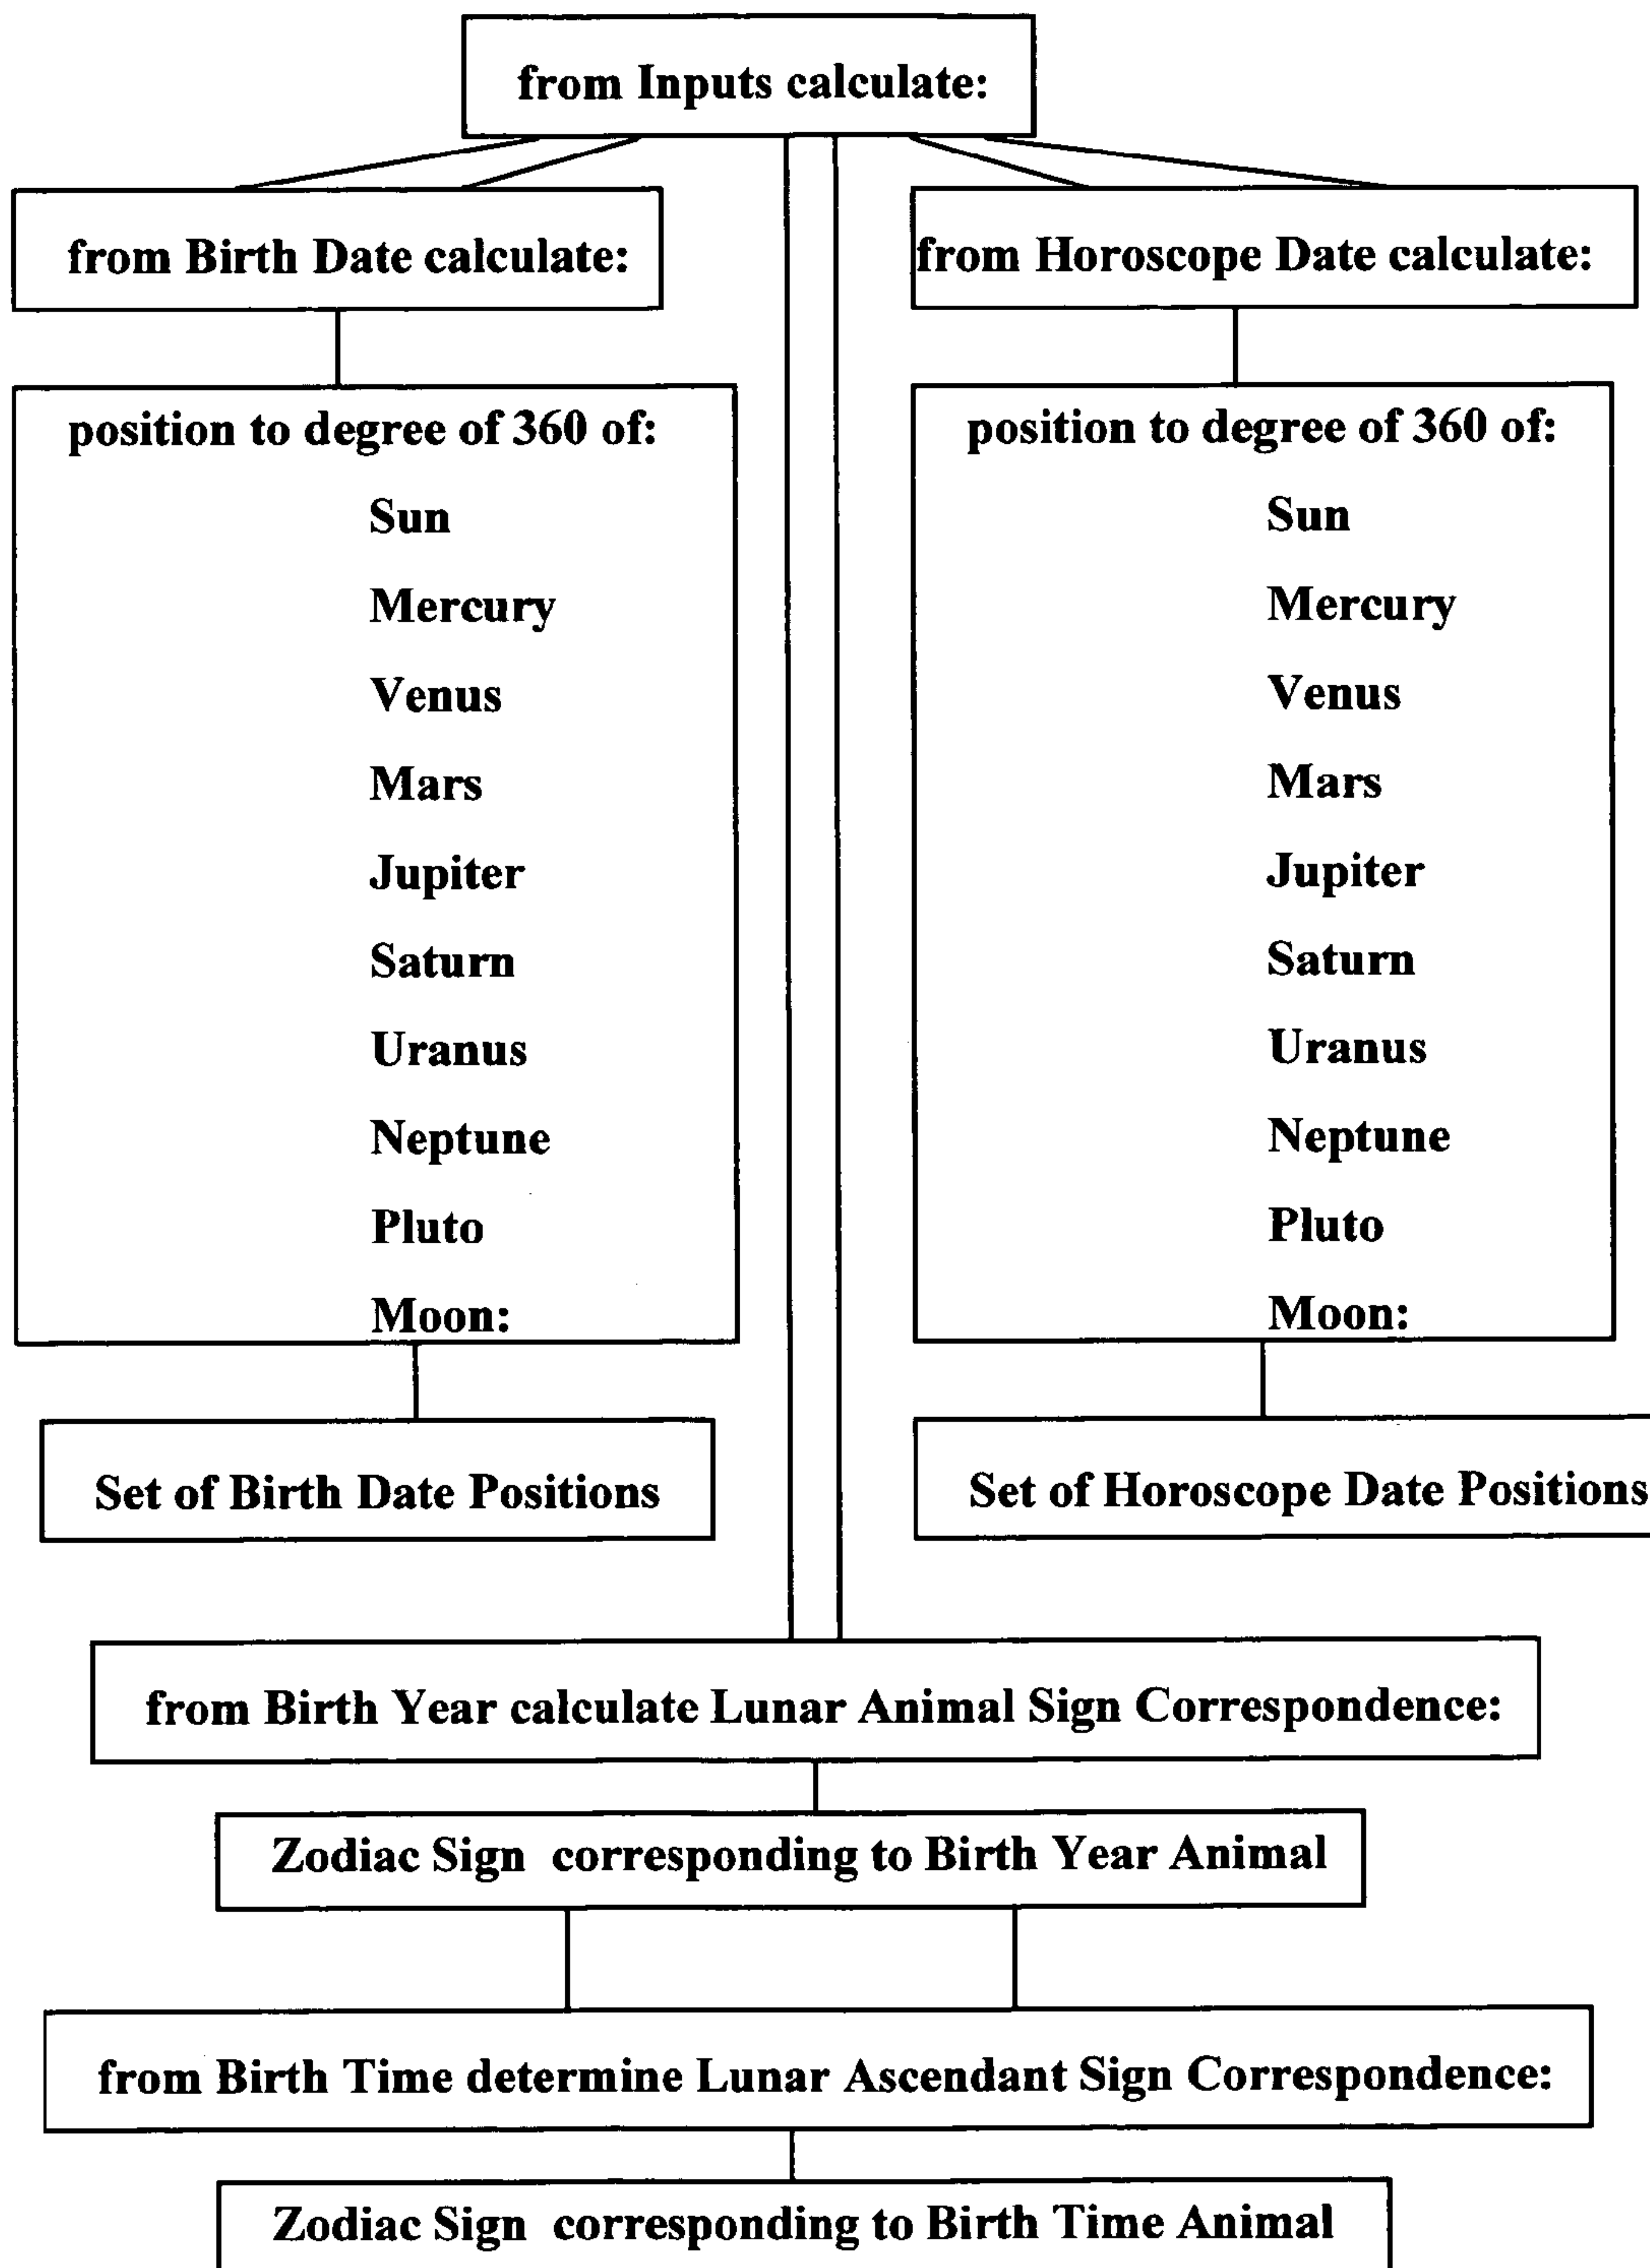 from Inputs calculate:
from Birth Date calculate:
position to degree of 360 of:
Sun
Mercury
Venus
Mars
Jupiter
Saturn
Uranus
Neptune
Pluto
Moon:
Set of Birth Date Positions
from Horoscope Date calculate:
position to degree of 360 of:
Sun
Mercury
Venus
Mars
Jupiter
Saturn
Uranus
Neptune
Pluto
Moon:
Set of Horoscope Date Positions
from Birth Year calculate Lunar Animal Sign Correspondence:
Zodiac Sign corresponding to Birth Year Animal
from Birth Time determine Lunar Ascendant Sign Correspondence:
Zodiac Sign corresponding to Birth Time Animal